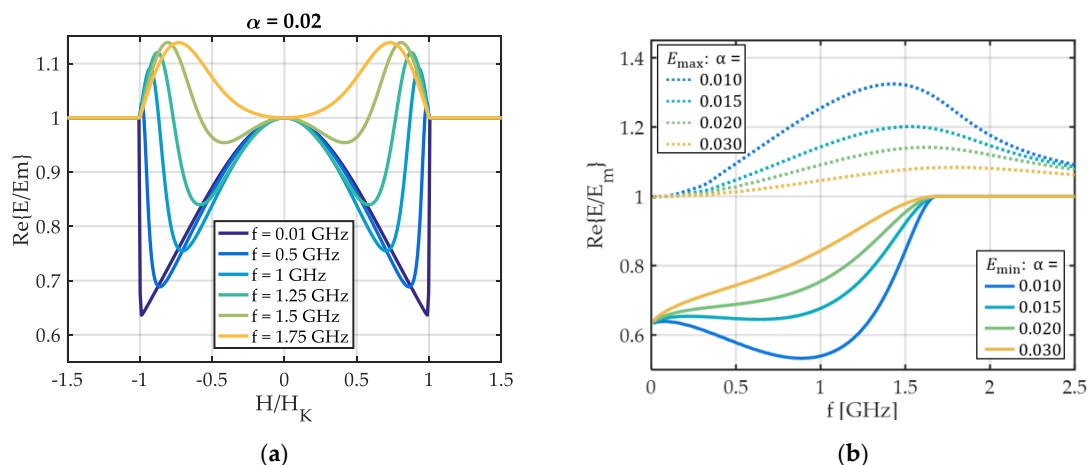 α = 0.02
Re{E/Em}
1.1
1
0.9
0.8
0.7
0.6
f = 0.01 GHz
f = 0.5 GHz
f = 1 GHz
f = 1.25 GHz
f = 1.5 GHz
f = 1.75 GHz
-1.5 -1 -0.5 0 0.5 1 1.5
H/H_K
(a)
Re{E/E_m}
1.4
1.2
1
0.8
0.6
E_max: α =
0.010
0.015
0.020
0.030
E_min: α =
0.010
0.015
0.020
0.030
0 0.5 1 1.5 2 2.5
f [GHz]
(b)